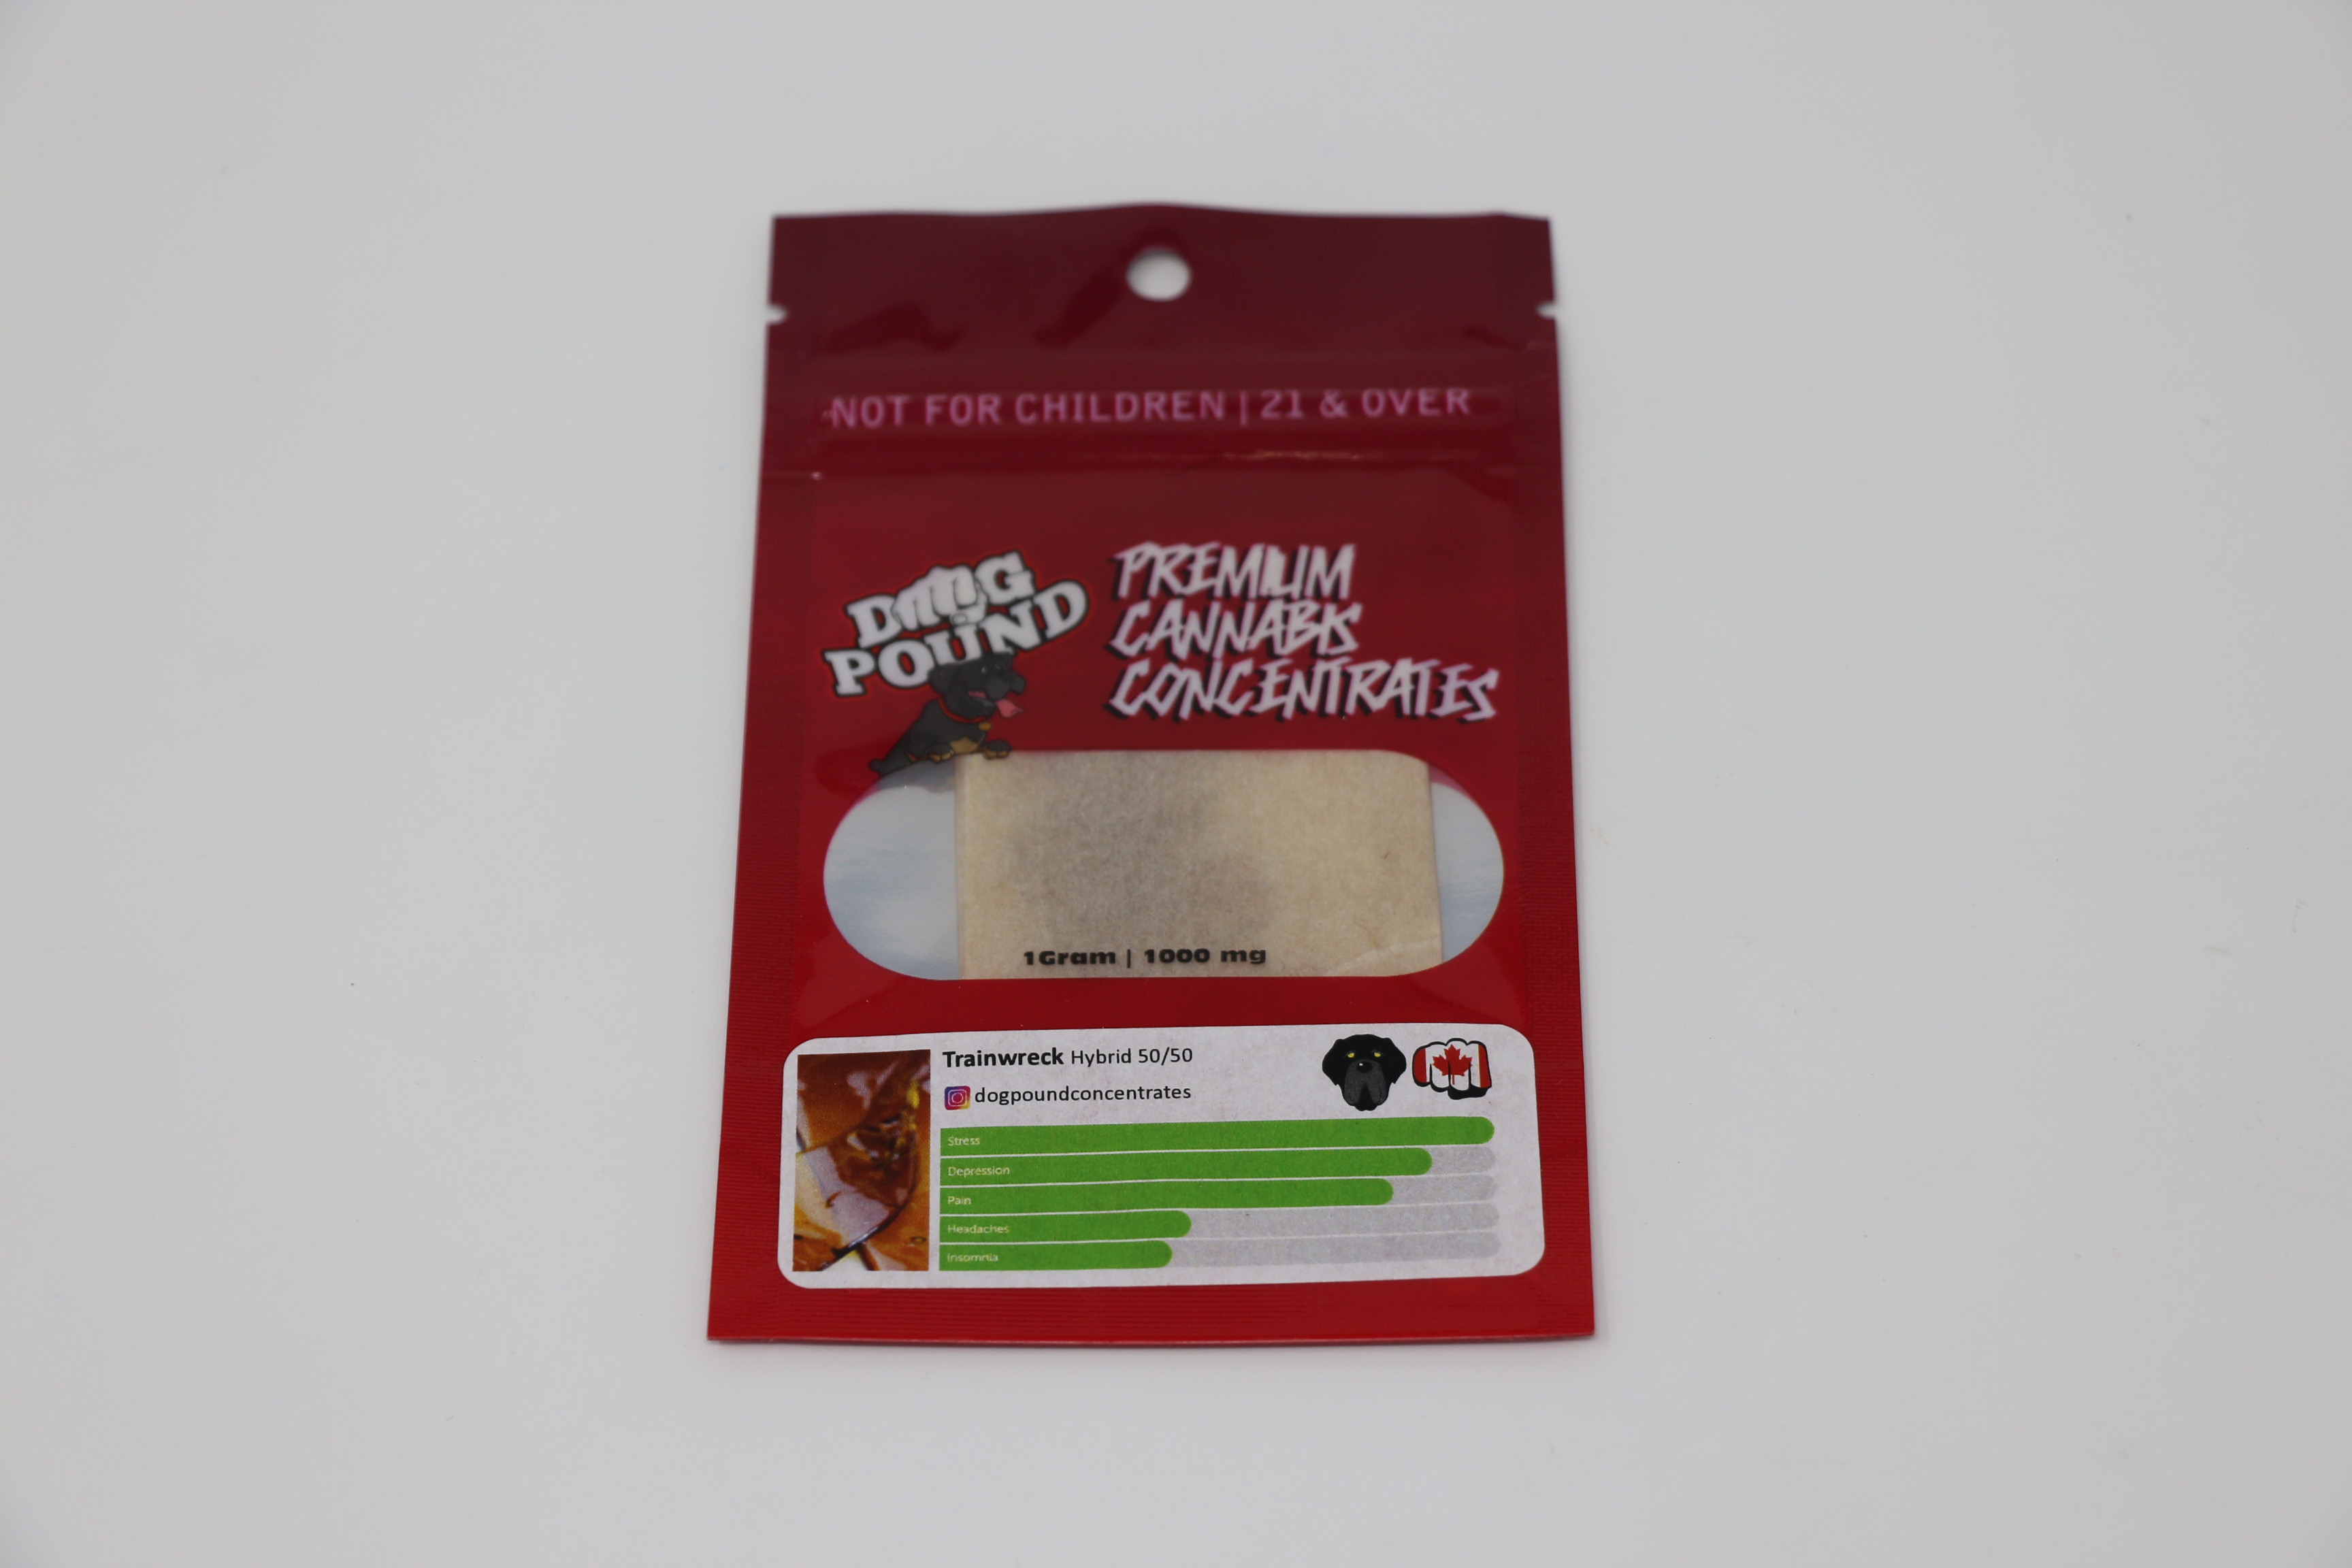 NOT FOR CHILDREN | 21 & OVER
DOG
POUND
PREMIUM
CANNABIS
CONCENTRATES
1Gram | 1000 mg
Trainwreck Hybrid 50/50
dogpoundconcentrates
Stress
Depression
Pain
Headaches
Insomnia